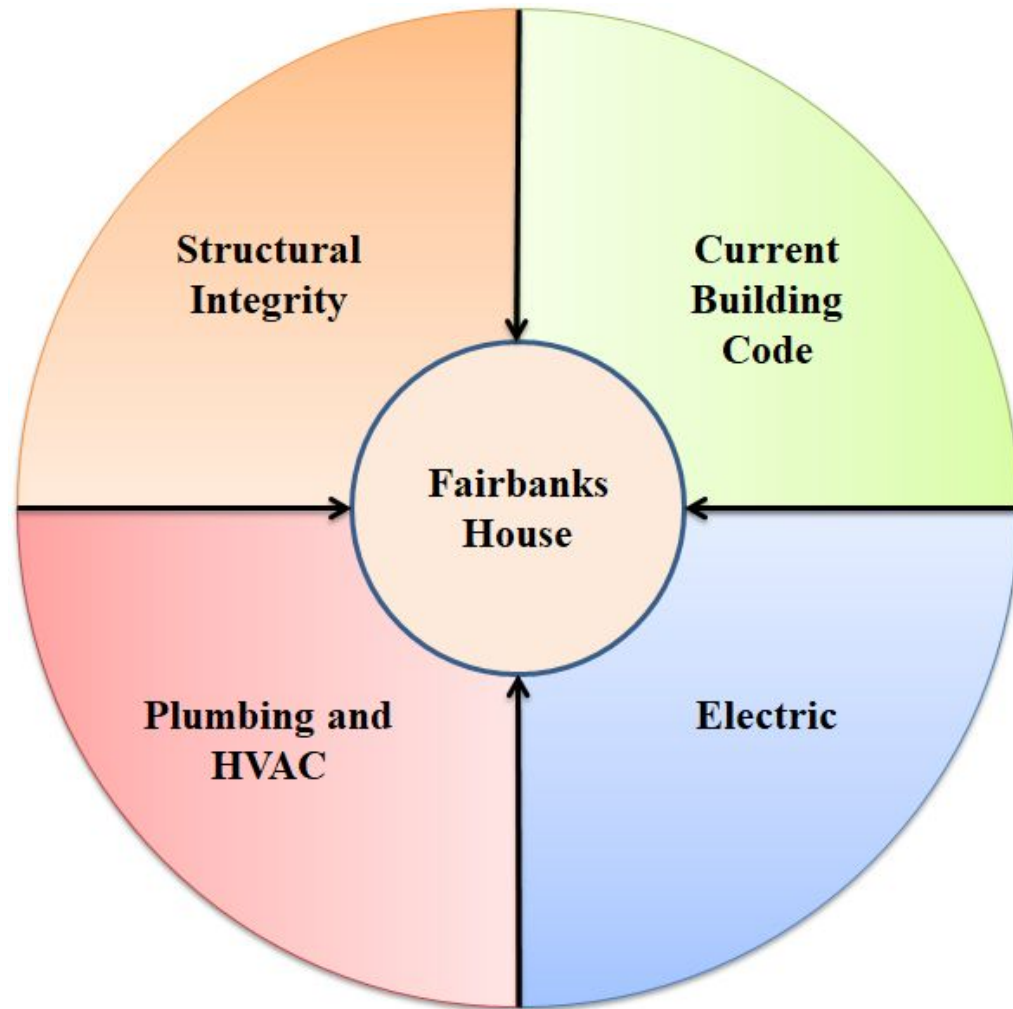 Structural
Integrity
Current
Building
Code
Fairbanks
House
Plumbing and
HVAC
Electric